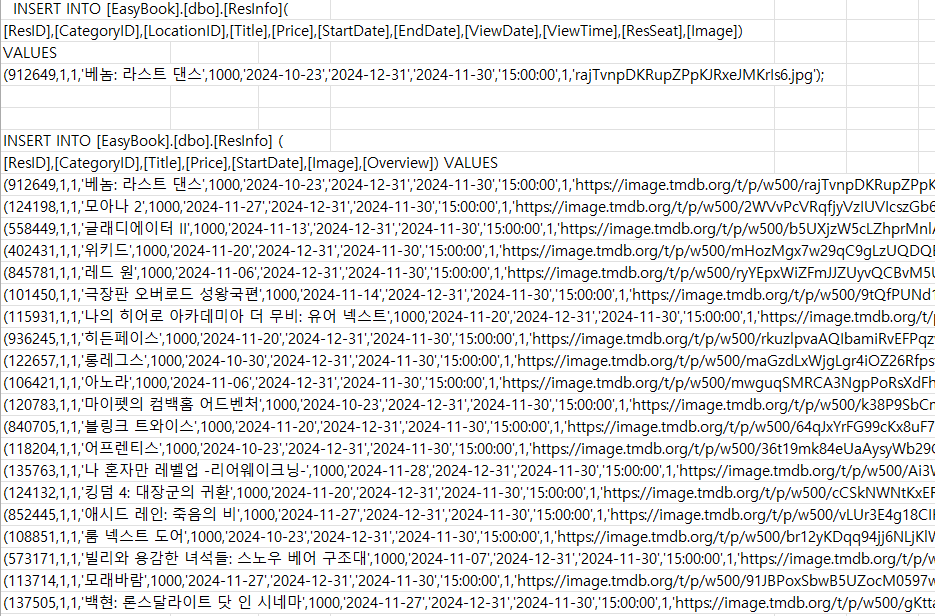 INSERT INTO [EasyBook].[dbo].[ResInfo](
[ResID],[CategoryID],[LocationID],[Title],[Price],[StartDate],[EndDate],[ViewDate],[ViewTime],[ResSeat],[Image])
VALUES
(912649,1,1,'베놈: 라스트 댄스',1000,'2024-10-23','2024-12-31','2024-11-30','15:00:00',1,'rajTvnpDKRupZPpKJRxeJMKrIs6.jpg');
INSERT INTO [EasyBook].[dbo].[ResInfo] (
[ResID],[CategoryID],[Title],[Price],[StartDate],[Image],[Overview]) VALUES
(912649,1,1,'베놈: 라스트 댄스',1000,'2024-10-23','2024-12-31','2024-11-30','15:00:00',1,'https://image.tmdb.org/t/p/w500/rajTvnpDKRupZPpK
(124198,1,1,'모아나 2',1000,'2024-11-27','2024-12-31','2024-11-30','15:00:00',1,'https://image.tmdb.org/t/p/w500/2WVvPcVRqfjyVzIUVIcszGb6
(558449,1,1,'글래디에이터 II',1000,'2024-11-13','2024-12-31','2024-11-30','15:00:00',1,'https://image.tmdb.org/t/p/w500/b5UXjzW5cLZhprMnl
(402431,1,1,'위키드',1000,'2024-11-20','2024-12-31','2024-11-30','15:00:00',1,'https://image.tmdb.org/t/p/w500/mHozMgx7w29qC9gLzUQDQE
(845781,1,1,'레드 원',1000,'2024-11-06','2024-12-31','2024-11-30','15:00:00',1,'https://image.tmdb.org/t/p/w500/ryYEpxWiZFmJJZUyvQCBvM5U
(101450,1,1,'극장판 오버로드 성왕국편',1000,'2024-11-14','2024-12-31','2024-11-30','15:00:00',1,'https://image.tmdb.org/t/p/w500/9tQfPUNd
(115931,1,1,'나의 히어로 아카데미아 더 무비: 유어 넥스트',1000,'2024-11-20','2024-12-31','2024-11-30','15:00:00',1,'https://image.tmdb.org/t/p
(936245,1,1,'히든페이스',1000,'2024-11-20','2024-12-31','2024-11-30','15:00:00',1,'https://image.tmdb.org/t/p/w500/rkuzlpvaAQIbamiRvEFPqz
(122657,1,1,'롱레그스',1000,'2024-10-30','2024-12-31','2024-11-30','15:00:00',1,'https://image.tmdb.org/t/p/w500/maGzdLxWjgLgr4iOZ26Rfps
(106421,1,1,'아노라',1000,'2024-11-06','2024-12-31','2024-11-30','15:00:00',1,'https://image.tmdb.org/t/p/w500/mwguqSMRCA3NgpPoRsXdFh
(120783,1,1,'마이펫의 컴백홈 어드벤처',1000,'2024-10-23','2024-12-31','2024-11-30','15:00:00',1,'https://image.tmdb.org/t/p/w500/k38P9SbCr
(840705,1,1,'블링크 트와이스',1000,'2024-11-20','2024-12-31','2024-11-30','15:00:00',1,'https://image.tmdb.org/t/p/w500/64qJxYrFG99cKx8uF7
(118204,1,1,'어프렌티스',1000,'2024-10-23','2024-12-31','2024-11-30','15:00:00',1,'https://image.tmdb.org/t/p/w500/36t19mk84eUaAysyWb29
(135763,1,1,'나 혼자만 레벨업 -리어웨이크닝-',1000,'2024-11-28','2024-12-31','2024-11-30','15:00:00',1,'https://image.tmdb.org/t/p/w500/Ai3
(124132,1,1,'킹덤 4: 대장군의 귀환',1000,'2024-11-20','2024-12-31','2024-11-30','15:00:00',1,'https://image.tmdb.org/t/p/w500/cCSkNWNtKxEF
(852445,1,1,'애시드 레인: 죽음의 비',1000,'2024-11-27','2024-12-31','2024-11-30','15:00:00',1,'https://image.tmdb.org/t/p/w500/vLUr3E4g18CI
(108851,1,1,'룸 넥스트 도어',1000,'2024-10-23','2024-12-31','2024-11-30','15:00:00',1,'https://image.tmdb.org/t/p/w500/br12yKDqq94jj6NLjKl
(573171,1,1,'빌리와 용감한 녀석들: 스노우 베어 구조대',1000,'2024-11-07','2024-12-31','2024-11-30','15:00:00',1,'https://image.tmdb.org/t/p
(113714,1,1,'모래바람',1000,'2024-11-27','2024-12-31','2024-11-30','15:00:00',1,'https://image.tmdb.org/t/p/w500/91JBPoxSbwB5UZocM0597w
(137505,1,1,'백현: 론스달라이트 닷 인 시네마',1000,'2024-11-27','2024-12-31','2024-11-30','15:00:00',1,'https://image.tmdb.org/t/p/w500/gKtta